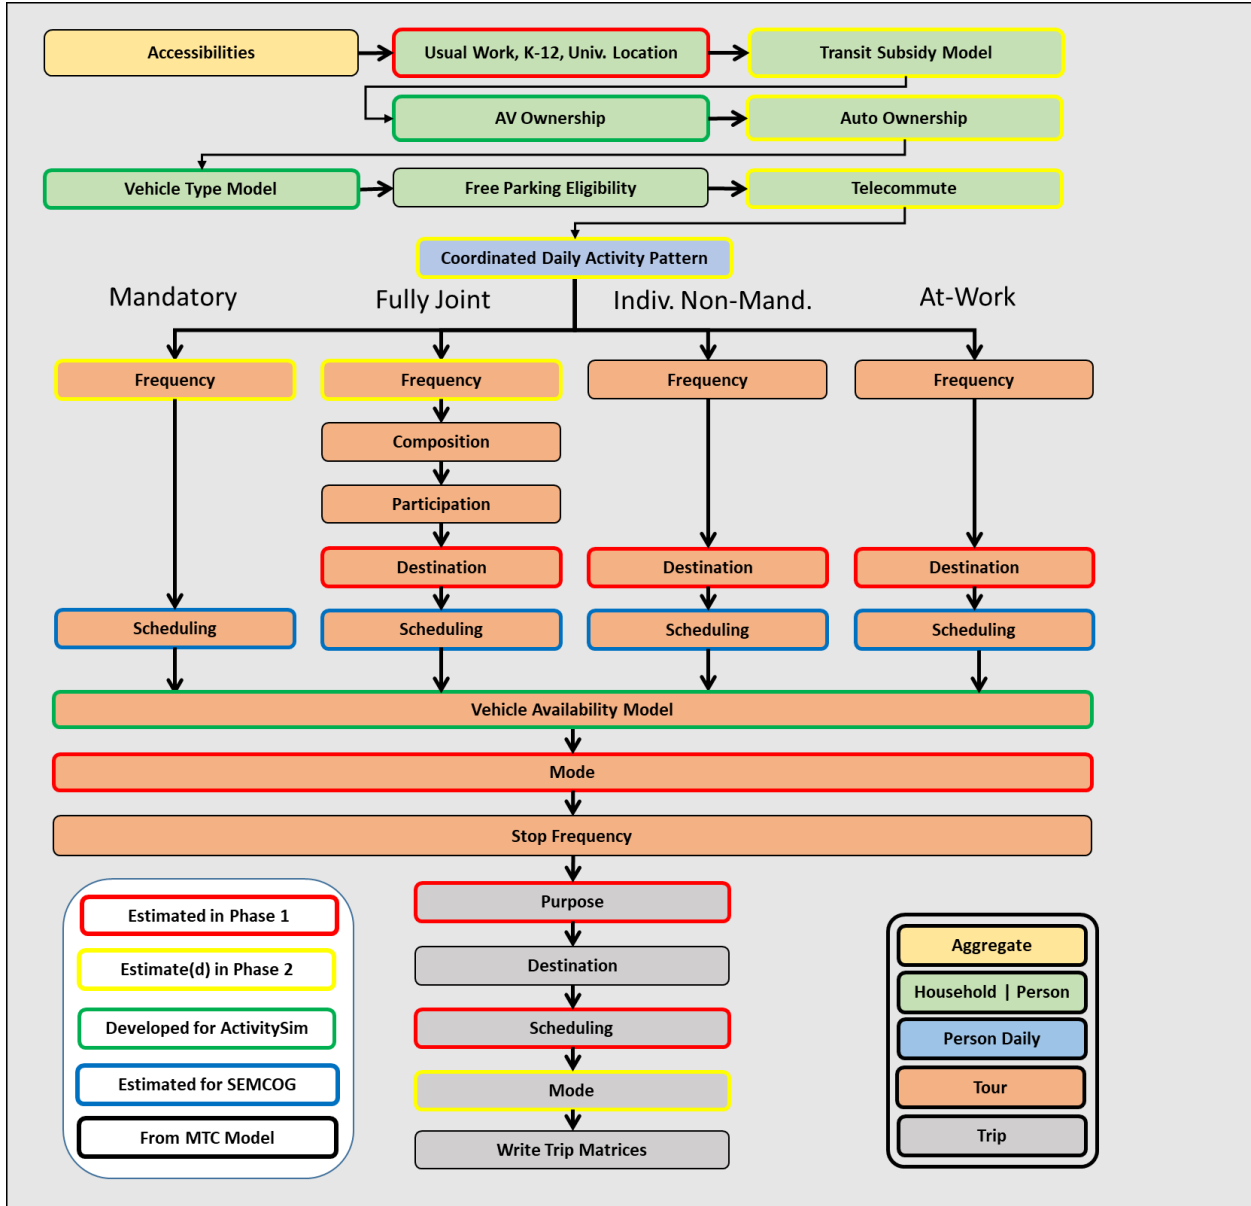 Accessibilities
Usual Work, K-12, Univ. Location
Transit Subsidy Model
AV Ownership
Auto Ownership
Vehicle Type Model
Free Parking Eligibility
Telecommute
Coordinated Daily Activity Pattern
Mandatory
Fully Joint
Indiv. Non-Mand.
At-Work
Frequency
Frequency
Frequency
Frequency
Composition
Participation
Destination
Destination
Destination
Scheduling
Scheduling
Scheduling
Scheduling
Vehicle Availability Model
Mode
Stop Frequency
Purpose
Destination
Scheduling
Mode
Write Trip Matrices
Estimated in Phase 1
Estimate(d) in Phase 2
Developed for ActivitySim
Estimated for SEMCOG
From MTC Model
Aggregate
Household | Person
Person Daily
Tour
Trip